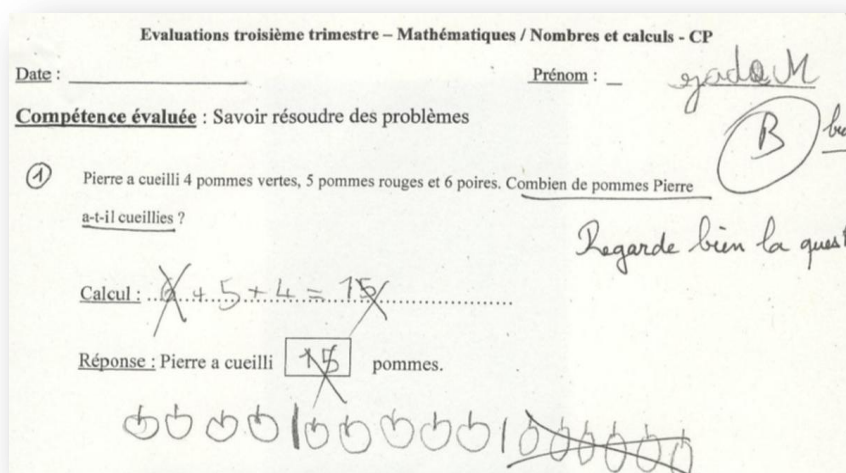 Evaluations troisième trimestre – Mathématiques / Nombres et calculs - CP
Date : Prénom :
Compétence évaluée : Savoir résoudre des problèmes
B
① Pierre a cueilli 4 pommes vertes, 5 pommes rouges et 6 poires. Combien de pommes Pierre
a-t-il cueillies ?
Regarde bien la quest
Calcul : 6 + 5 + 4 = 15
Réponse : Pierre a cueilli 15 pommes.